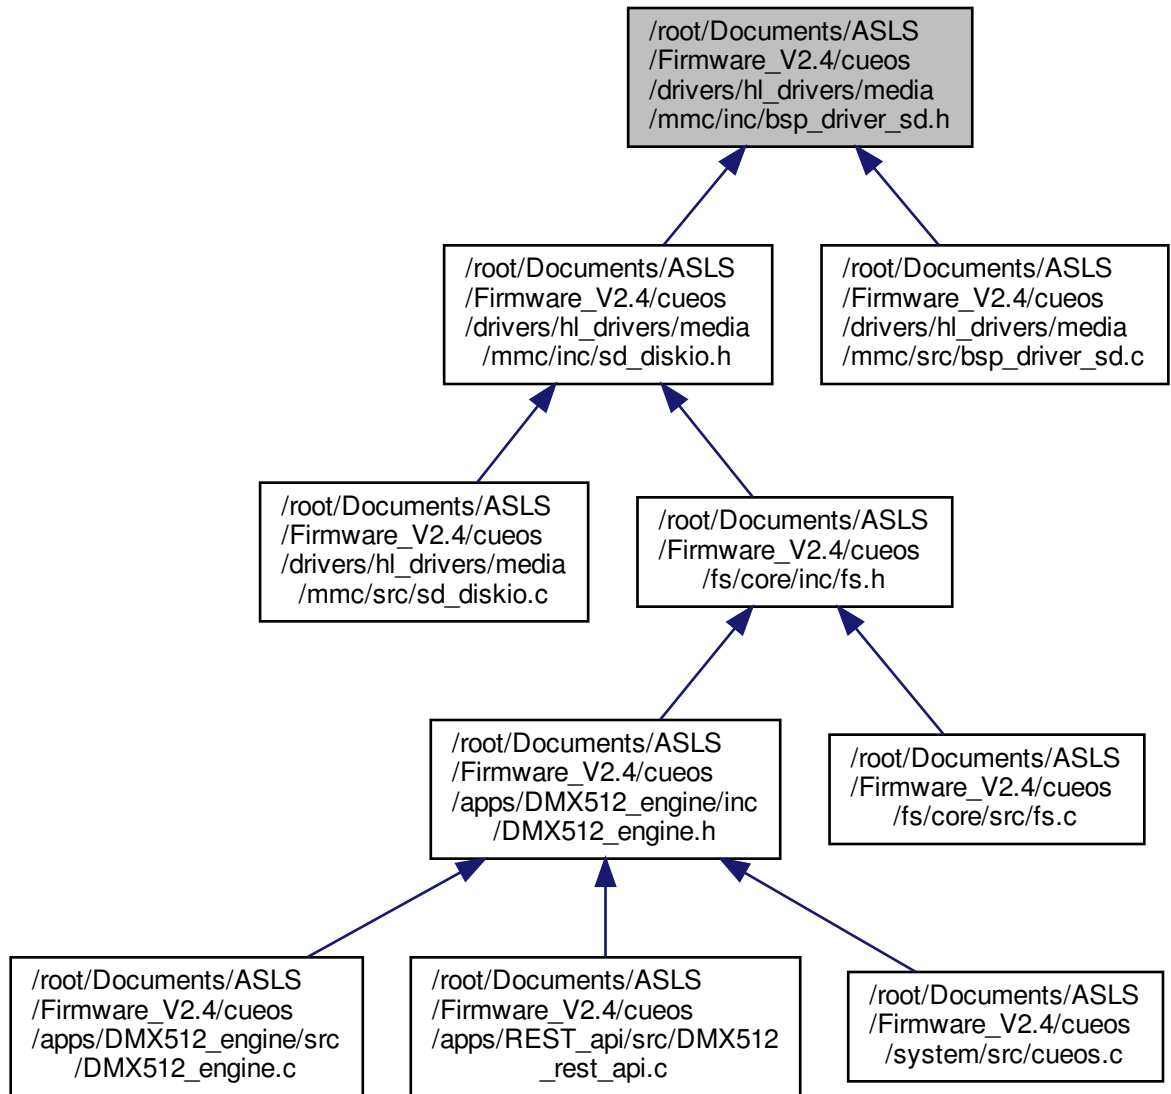 /root/Documents/ASLS
/Firmware_V2.4/cueos
/drivers/hl_drivers/media
/mmc/inc/bsp_driver_sd.h
/root/Documents/ASLS
/Firmware_V2.4/cueos
/drivers/hl_drivers/media
/mmc/inc/sd_diskio.h
/root/Documents/ASLS
/Firmware_V2.4/cueos
/drivers/hl_drivers/media
/mmc/src/bsp_driver_sd.c
/root/Documents/ASLS
/Firmware_V2.4/cueos
/drivers/hl_drivers/media
/mmc/src/sd_diskio.c
/root/Documents/ASLS
/Firmware_V2.4/cueos
/fs/core/inc/fs.h
/root/Documents/ASLS
/Firmware_V2.4/cueos
/apps/DMX512_engine/inc
/DMX512_engine.h
/root/Documents/ASLS
/Firmware_V2.4/cueos
/fs/core/src/fs.c
/root/Documents/ASLS
/Firmware_V2.4/cueos
/apps/DMX512_engine/src
/DMX512_engine.c
/root/Documents/ASLS
/Firmware_V2.4/cueos
/apps/REST_api/src/DMX512
_rest_api.c
/root/Documents/ASLS
/Firmware_V2.4/cueos
/system/src/cueos.c